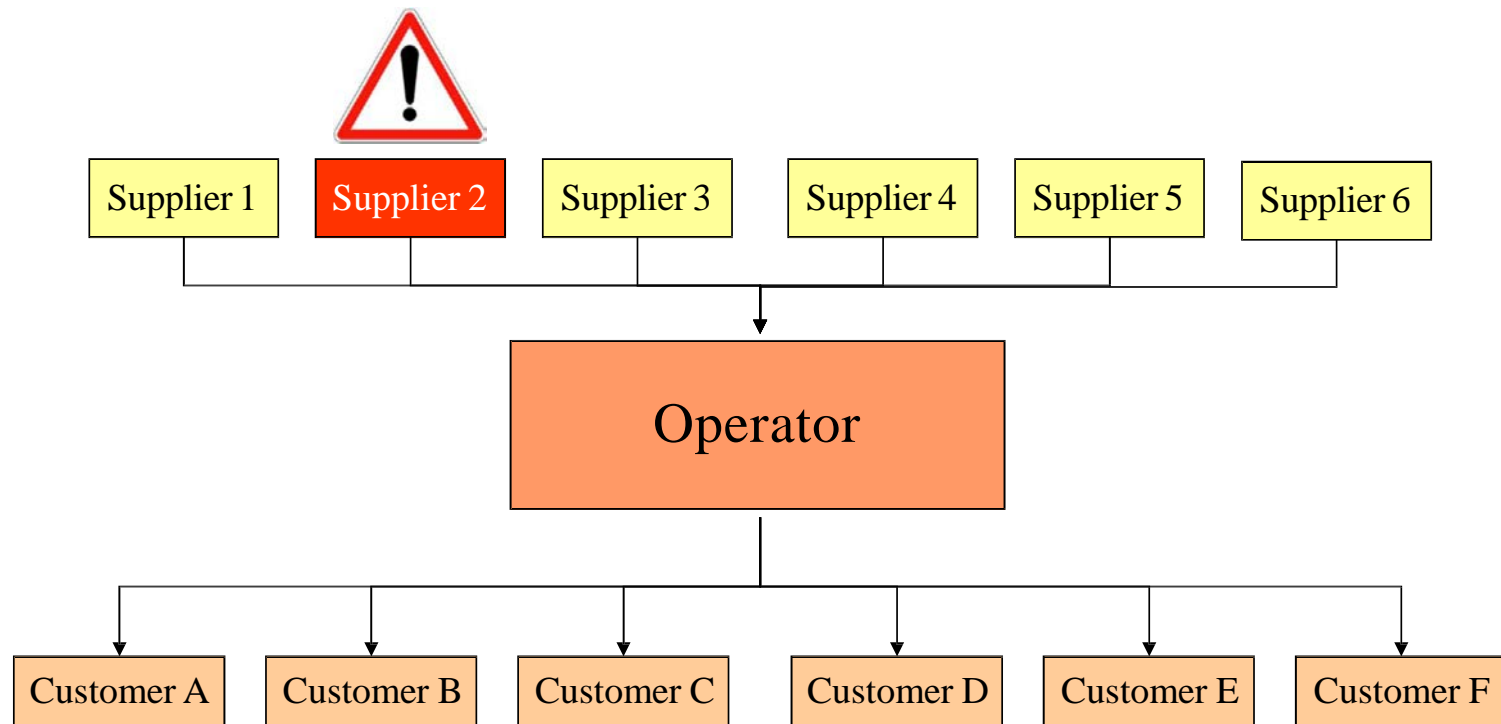 Supplier 1
Supplier 2
Supplier 3
Supplier 4
Supplier 5
Supplier 6
Operator
Customer A
Customer B
Customer C
Customer D
Customer E
Customer F